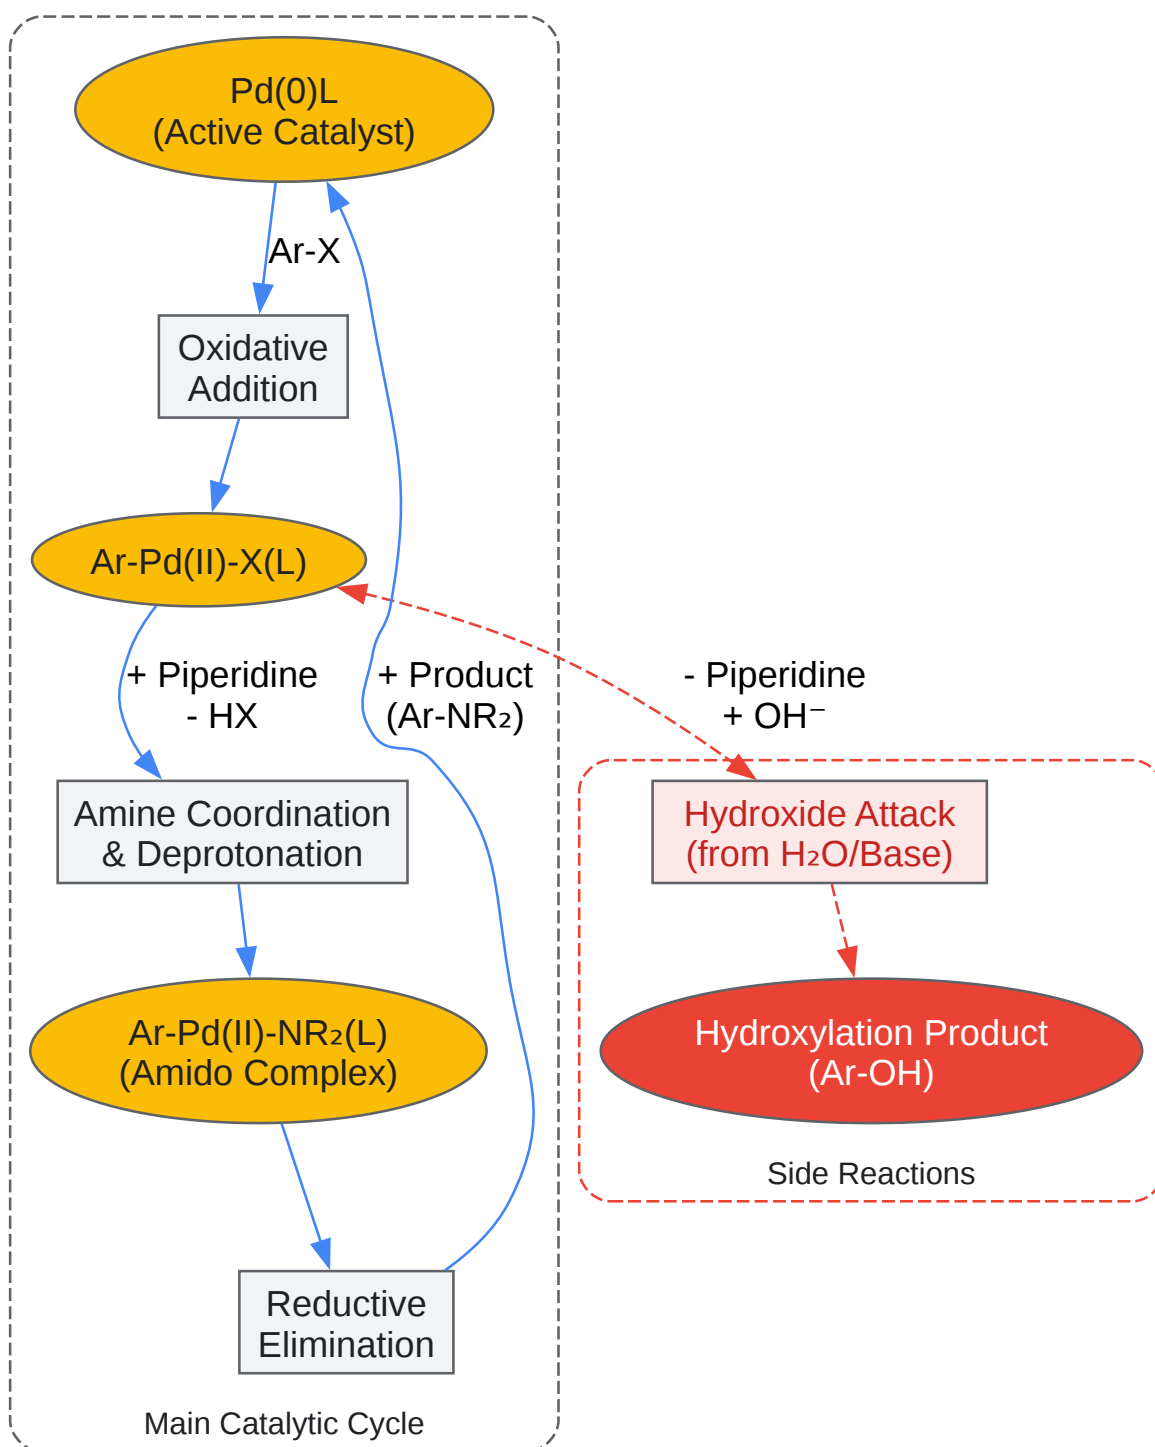 Pd(0)L
(Active Catalyst)
Ar-X
Oxidative
Addition
Ar-Pd(II)-X(L)
+ Piperidine
- HX
+ Product
(Ar-NR₂)
- Piperidine
+ OH⁻
Amine Coordination
& Deprotonation
Hydroxide Attack
(from H₂O/Base)
Ar-Pd(II)-NR₂(L)
(Amido Complex)
Hydroxylation Product
(Ar-OH)
Side Reactions
Reductive
Elimination
Main Catalytic Cycle